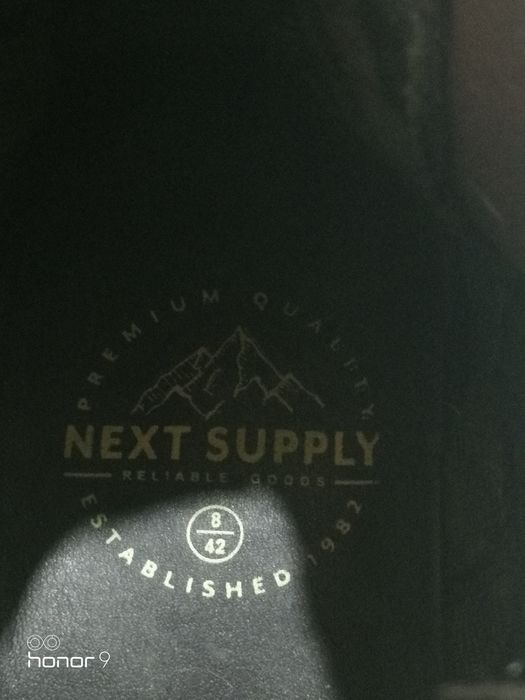 PREMIUM QUALITY
NEXT SUPPLY
RELIABLE GOODS
8
42
ESTABLISHED 1982
honor 9